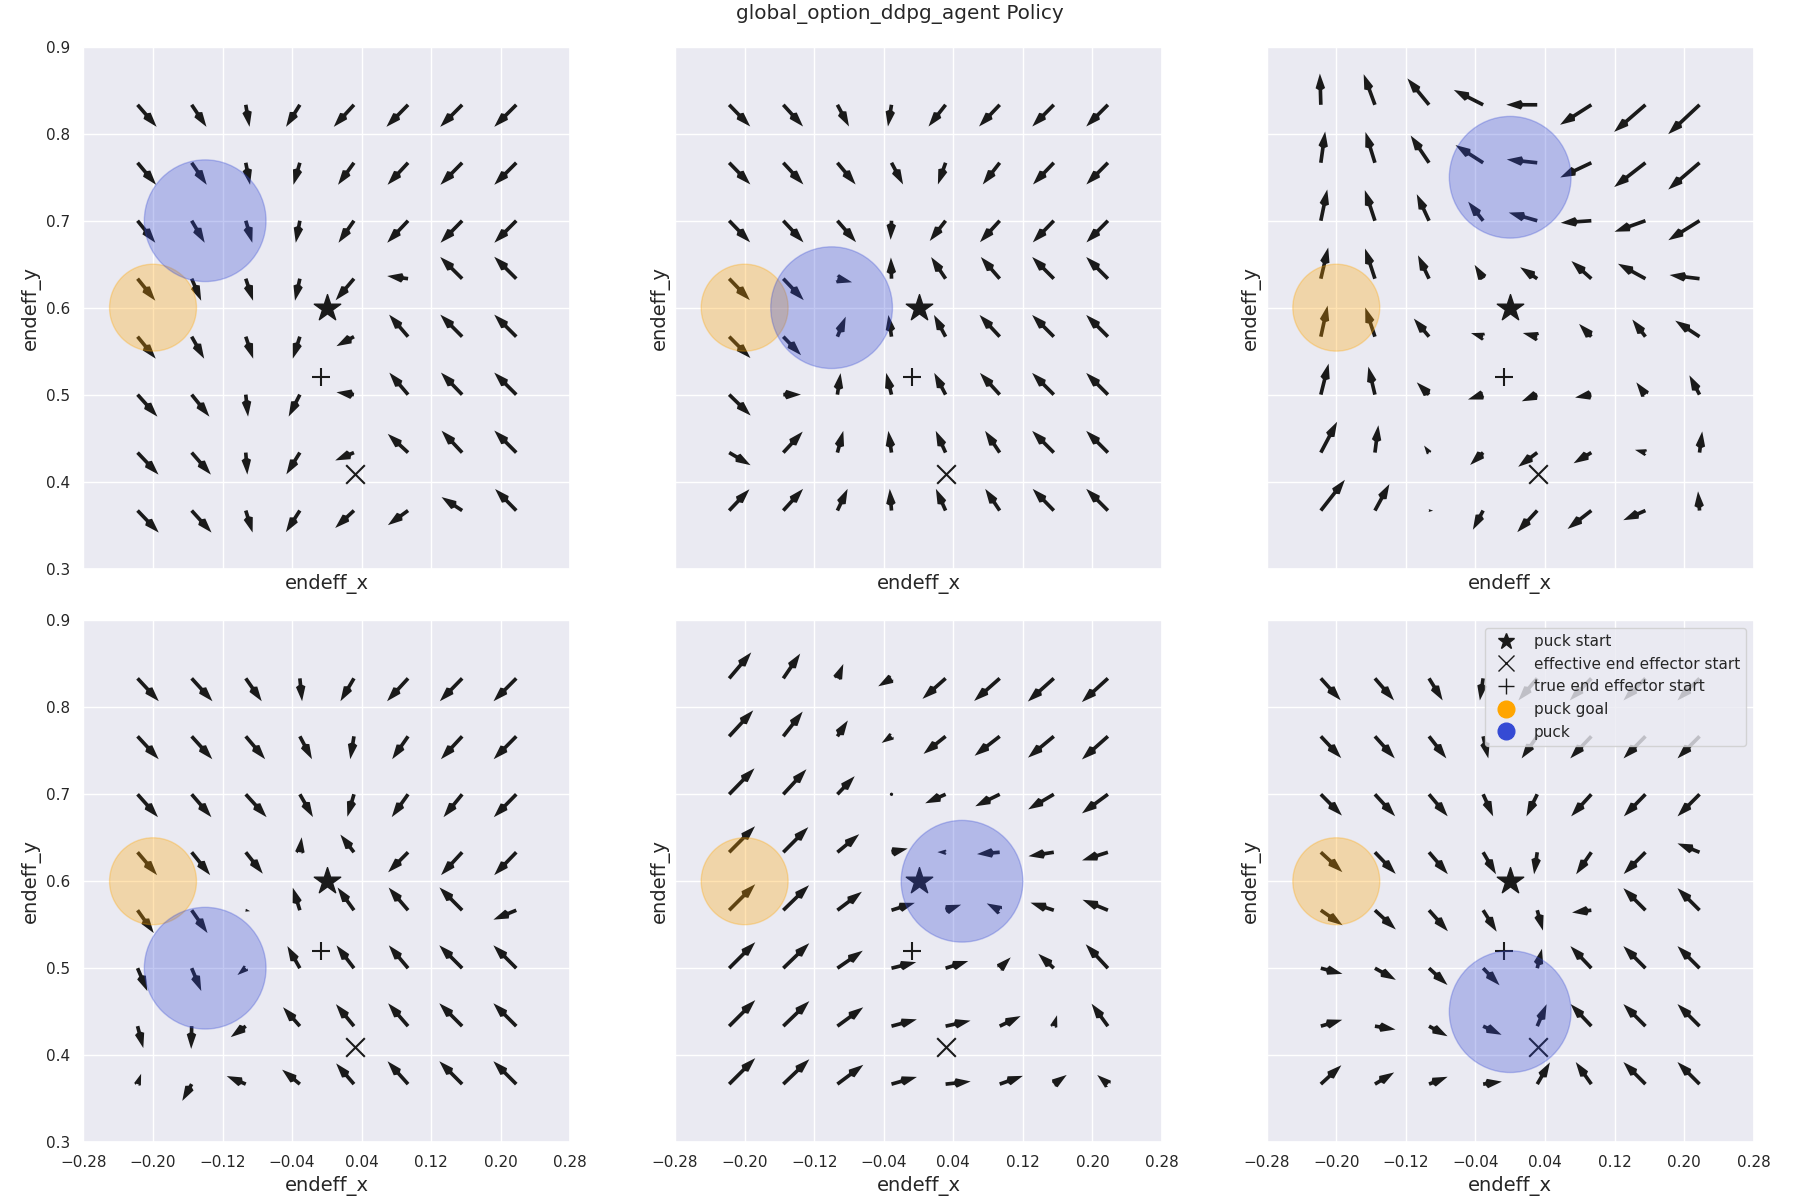 global_option_ddpg_agent Policy
0.9
0.8
0.7
0.6
0.5
0.4
0.3
endeff_y
endeff_x
endeff_y
endeff_x
endeff_y
endeff_x
0.9
0.8
0.7
0.6
0.5
0.4
0.3
endeff_y
−0.28 −0.20 −0.12 −0.04 0.04 0.12 0.20 0.28
endeff_x
endeff_y
−0.28 −0.20 −0.12 −0.04 0.04 0.12 0.20 0.28
endeff_x
puck start
effective end effector start
true end effector start
puck goal
puck
endeff_y
−0.28 −0.20 −0.12 −0.04 0.04 0.12 0.20 0.28
endeff_x